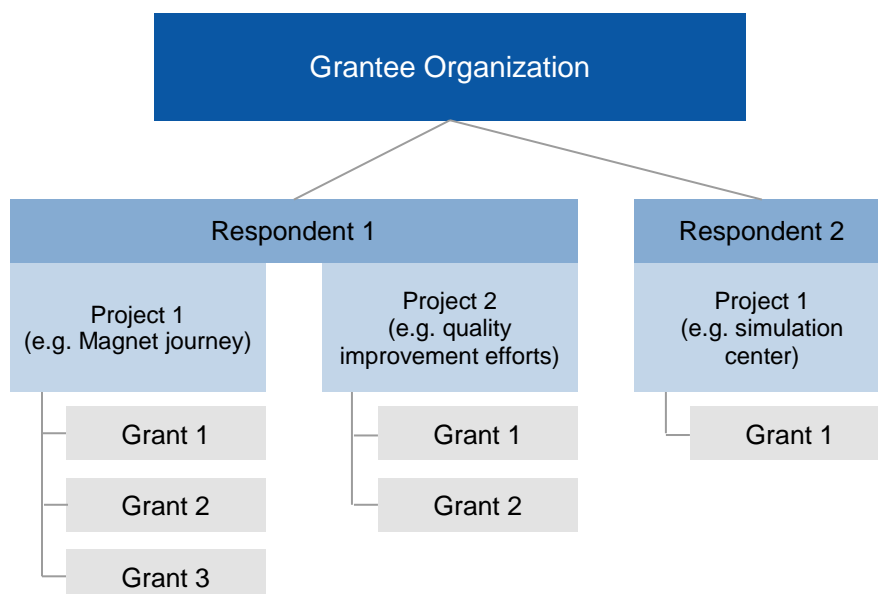 Grantee Organization
Respondent 1
Respondent 2
Project 1
(e.g. Magnet journey)
Project 2
(e.g. quality
improvement efforts)
Project 1
(e.g. simulation
center)
Grant 1
Grant 1
Grant 1
Grant 2
Grant 2
Grant 3